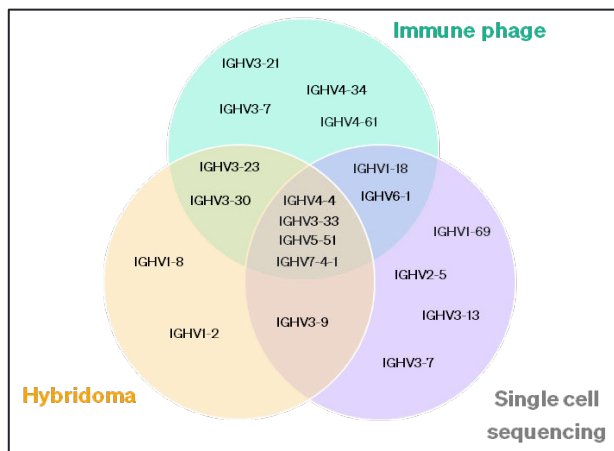 Immune phage
IGHV3-21
IGHV4-34
IGHV3-7
IGHV4-61
IGHV3-23
IGHV1-18
IGHV3-30
IGHV4-4
IGHV6-1
IGHV3-33
IGHV5-51
IGHV1-69
IGHV1-8
IGHV7-4-1
IGHV2-5
IGHV3-9
IGHV3-13
IGHV1-2
IGHV3-7
Hybridoma
Single cell
sequencing